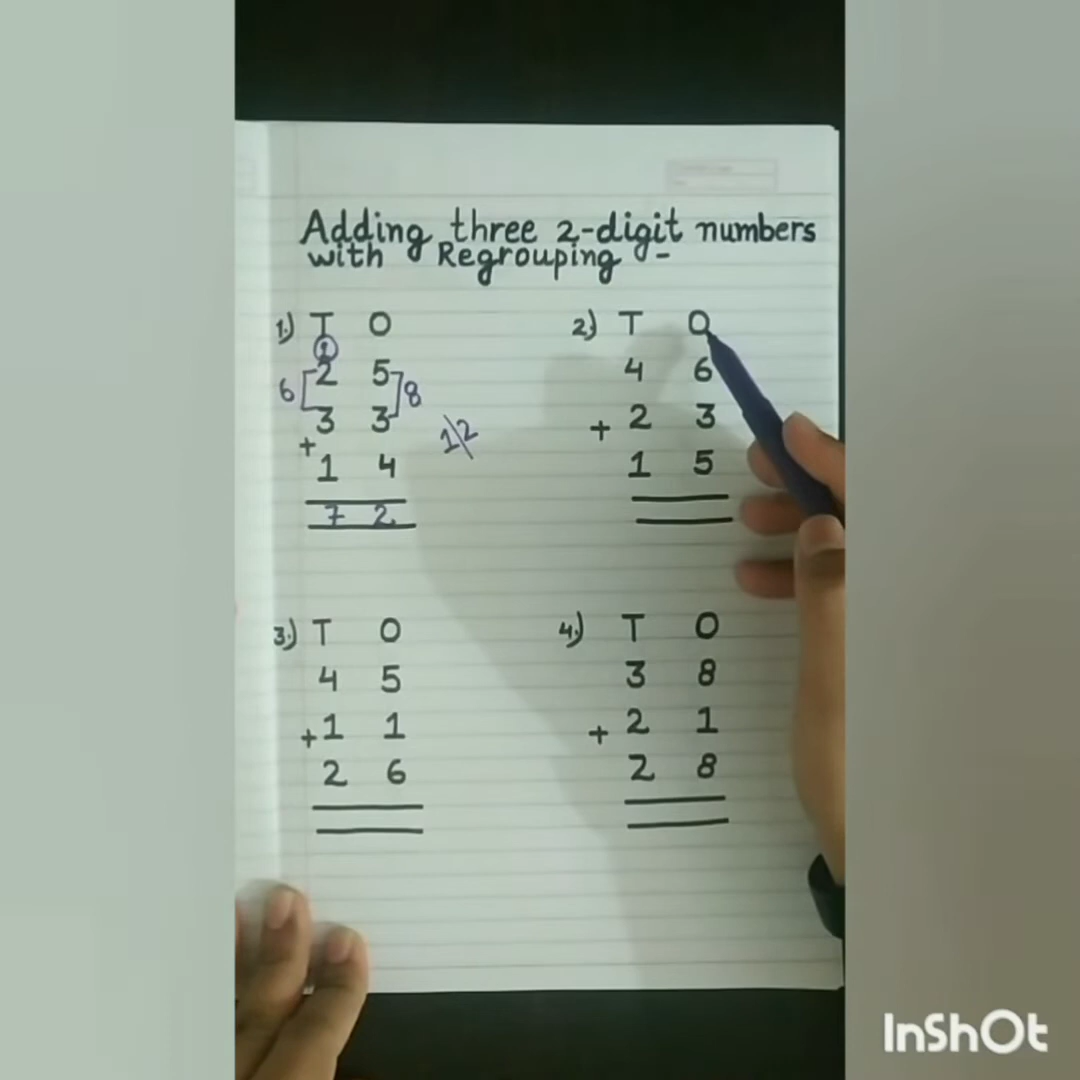 Adding three 2-digit numbers
with Regrouping -
1.) T O
1
2 5
6 8
3 3
+
1 4
1\2
7 2
2.) T O
4 6
+ 2 3
1 5
3.) T O
4 5
+ 1 1
2 6
4.) T O
3 8
+ 2 1
2 8
InShOt